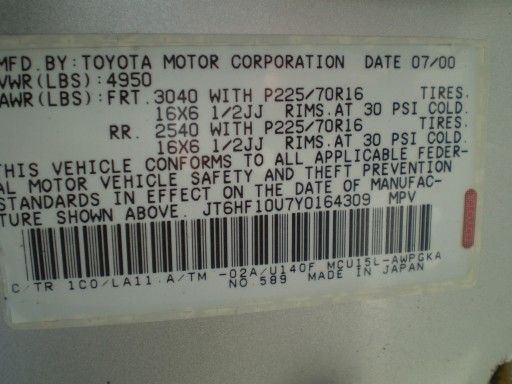 MFD.BY:TOYOTA MOTOR CORPORATION DATE 07/00
VWR(LBS):4950
AWR(LBS):FRT.3040 WITH P225/70R16 TIRES.
16X6 1/2JJ RIMS.AT 30 PSI COLD.
RR. 2540 WITH P225/70R16 TIRES.
16X6 1/2JJ RIMS.AT 30 PSI COLD.
THIS VEHICLE CONFORMS TO ALL APPLICABLE FEDER-
AL MOTOR VEHICLE SAFETY AND THEFT PREVENTION
STANDARDS IN EFFECT ON THE DATE OF MANUFAC-
TURE SHOWN ABOVE. JT6HF10U7Y0164309 MPV
C.TR 1C0/LA11.A/TM -02A/U140F MCU15L-AWPGKA
NO.589 MADE IN JAPAN